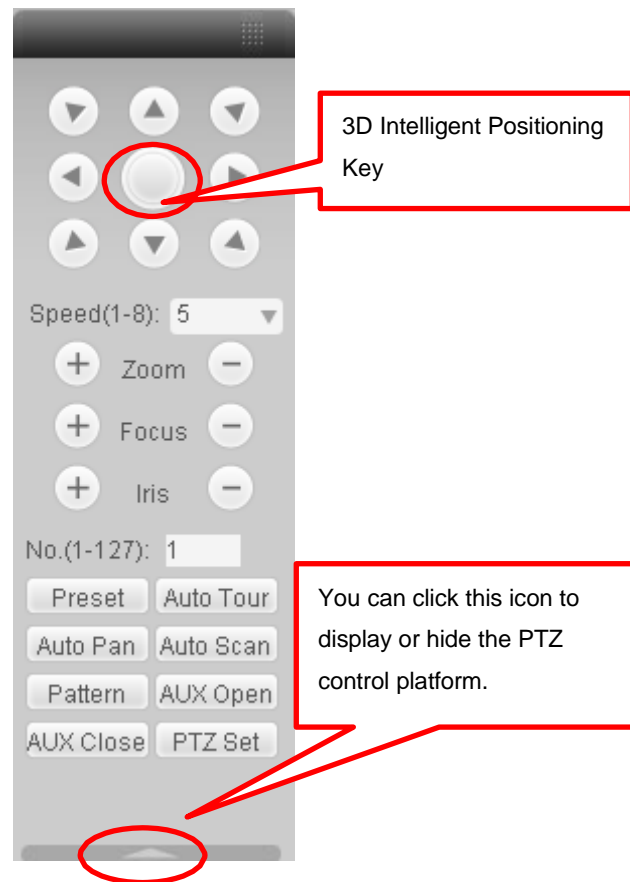 3D Intelligent Positioning
Key
Speed(1-8): 5
Zoom
Focus
Iris
No.(1-127): 1
Preset Auto Tour
Auto Pan Auto Scan
Pattern AUX Open
AUX Close PTZ Set
You can click this icon to
display or hide the PTZ
control platform.